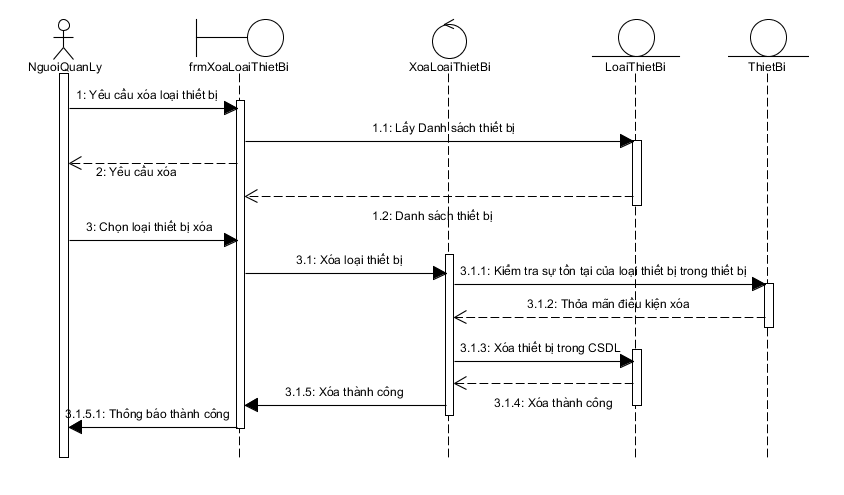 NguoiQuanLy
frmXoaLoaiThietBi
XoaLoaiThietBi
LoaiThietBi
ThietBi
1: Yêu cầu xóa loại thiết bị
1.1: Lấy Danh sách thiết bị
2: Yêu cầu xóa
1.2: Danh sách thiết bị
3: Chọn loại thiết bị xóa
3.1: Xóa loại thiết bị
3.1.1: Kiểm tra sự tồn tại của loại thiết bị trong thiết bị
3.1.2: Thỏa mãn điều kiện xóa
3.1.3: Xóa thiết bị trong CSDL
3.1.5: Xóa thành công
3.1.4: Xóa thành công
3.1.5.1: Thông báo thành công